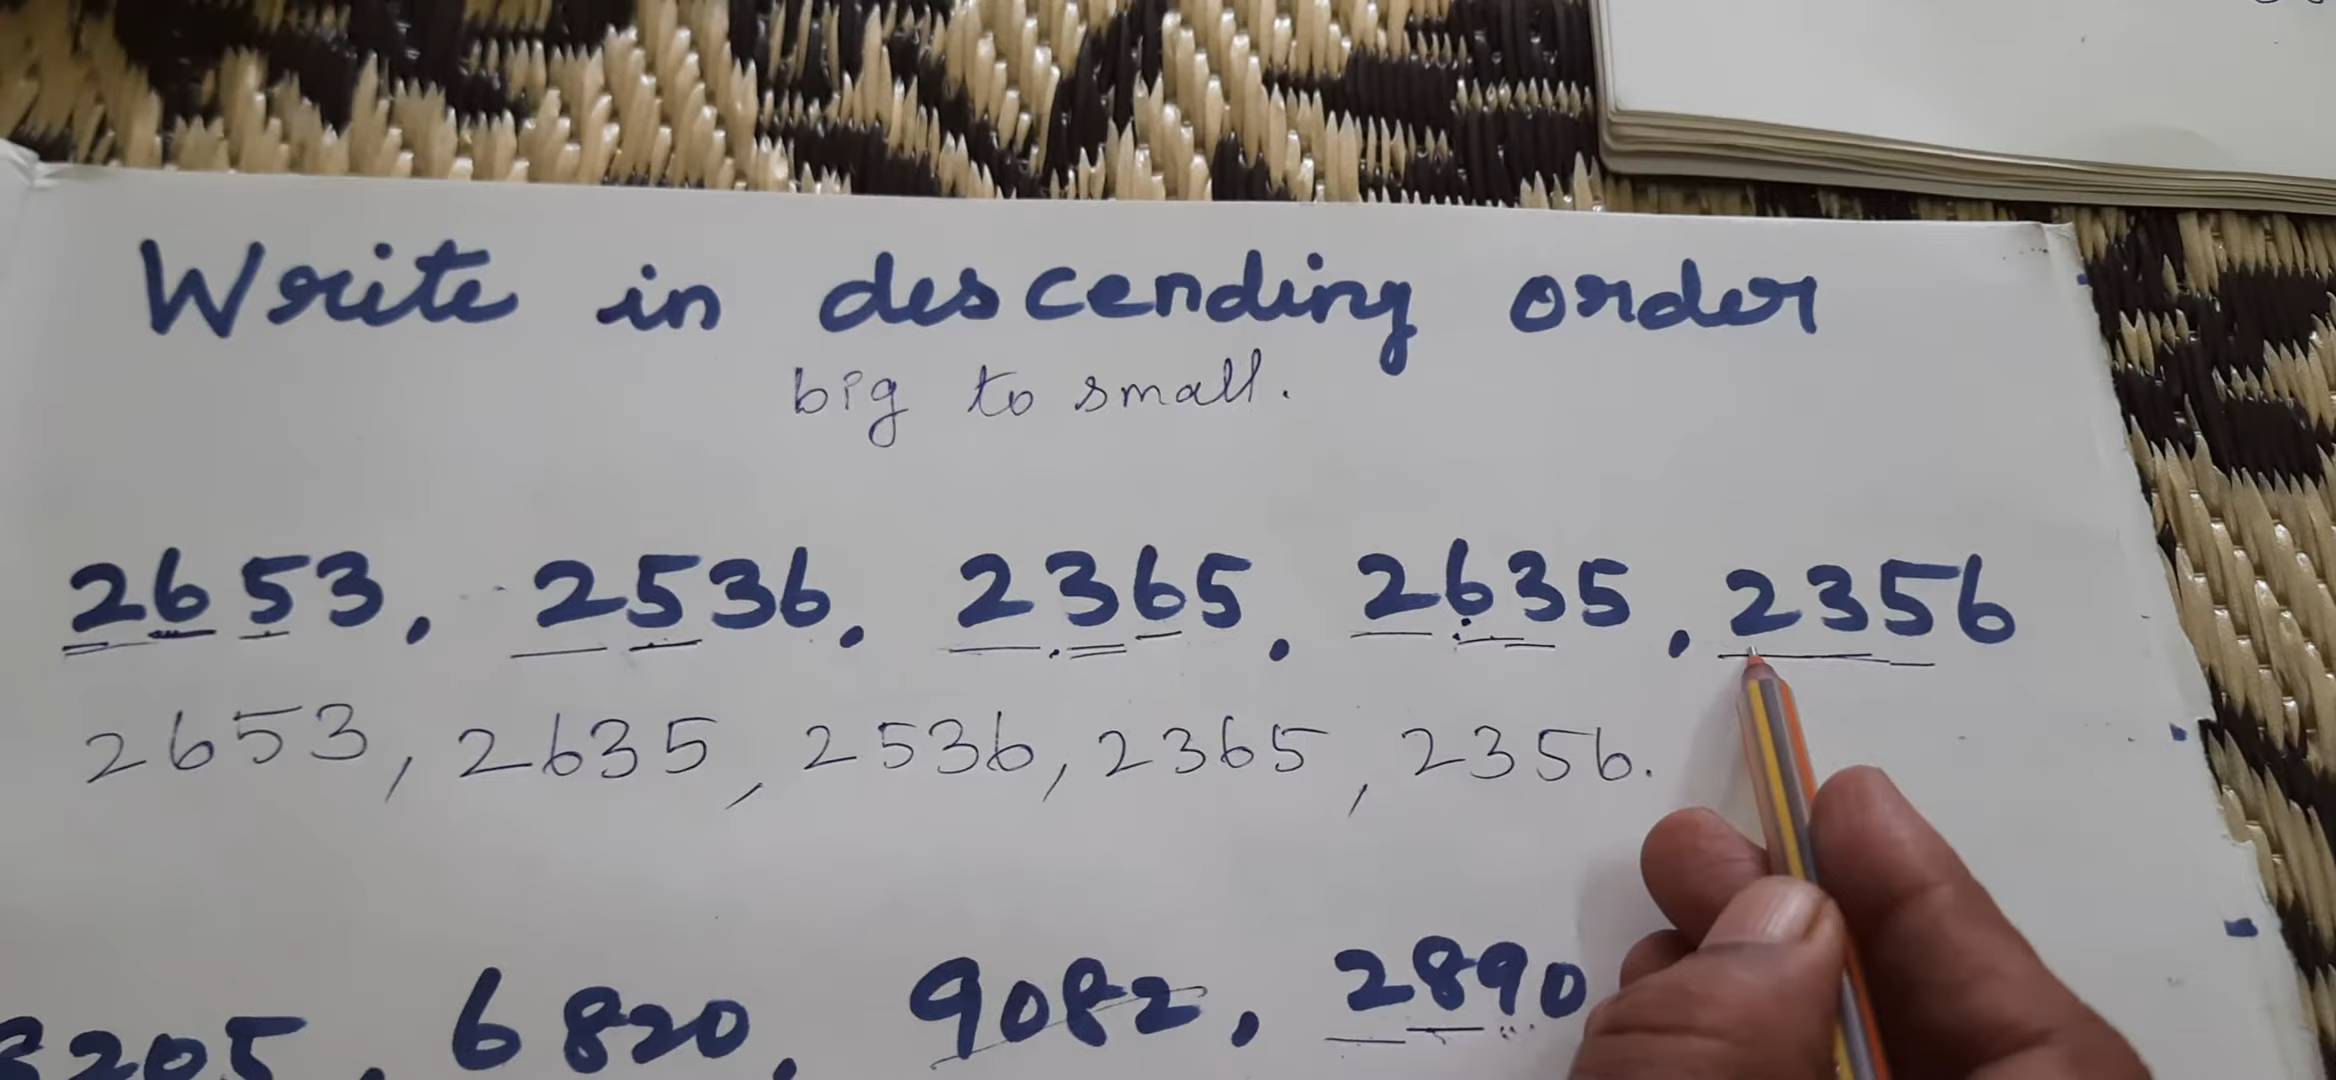 Write in descending order
big to small.
2653, 2536, 2365, 2635, 2356
2653, 2635, 2536, 2365, 2356.
6820, 9082, 2890